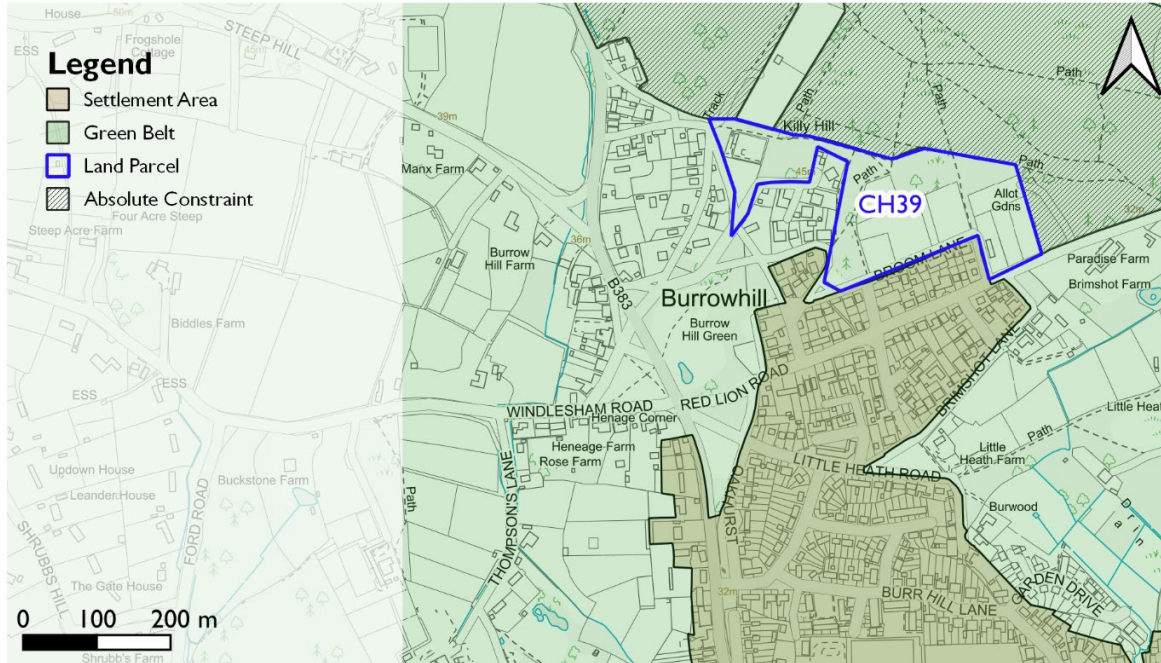 House
50m
ESS
Frogshole
Cottage
STEEP HILL
45m
Legend
Settlement Area
Green Belt
Land Parcel
Absolute Constraint
39m
Manx Farm
Four Acre Steep
Steep Acre Farm
Burrow
Hill Farm
36m
B383
Biddles Farm
ESS
Track
Path
Killy Hill
Path
45m
Path
CH39
Path
Allot
Gdns
32m
BROOM LANE
Paradise Farm
Brimshot Farm
Burrowhill
Burrow
Hill Green
RED LION ROAD
BRIMSHOT LANE
WINDLESHAM ROAD
Henage Corner
Heneage Farm
Rose Farm
Little Heath
Path
Little
Heath Farm
LITTLE HEATH ROAD
Updown House
Leander House
Buckstone Farm
FORD ROAD
Path
THOMPSON'S LANE
OAKHURST
Burwood
Drain
SHRUBBS HILL
The Gate House
ARDEN DRIVE
BURR HILL LANE
32m
0 100 200 m
Shrubb's Farm